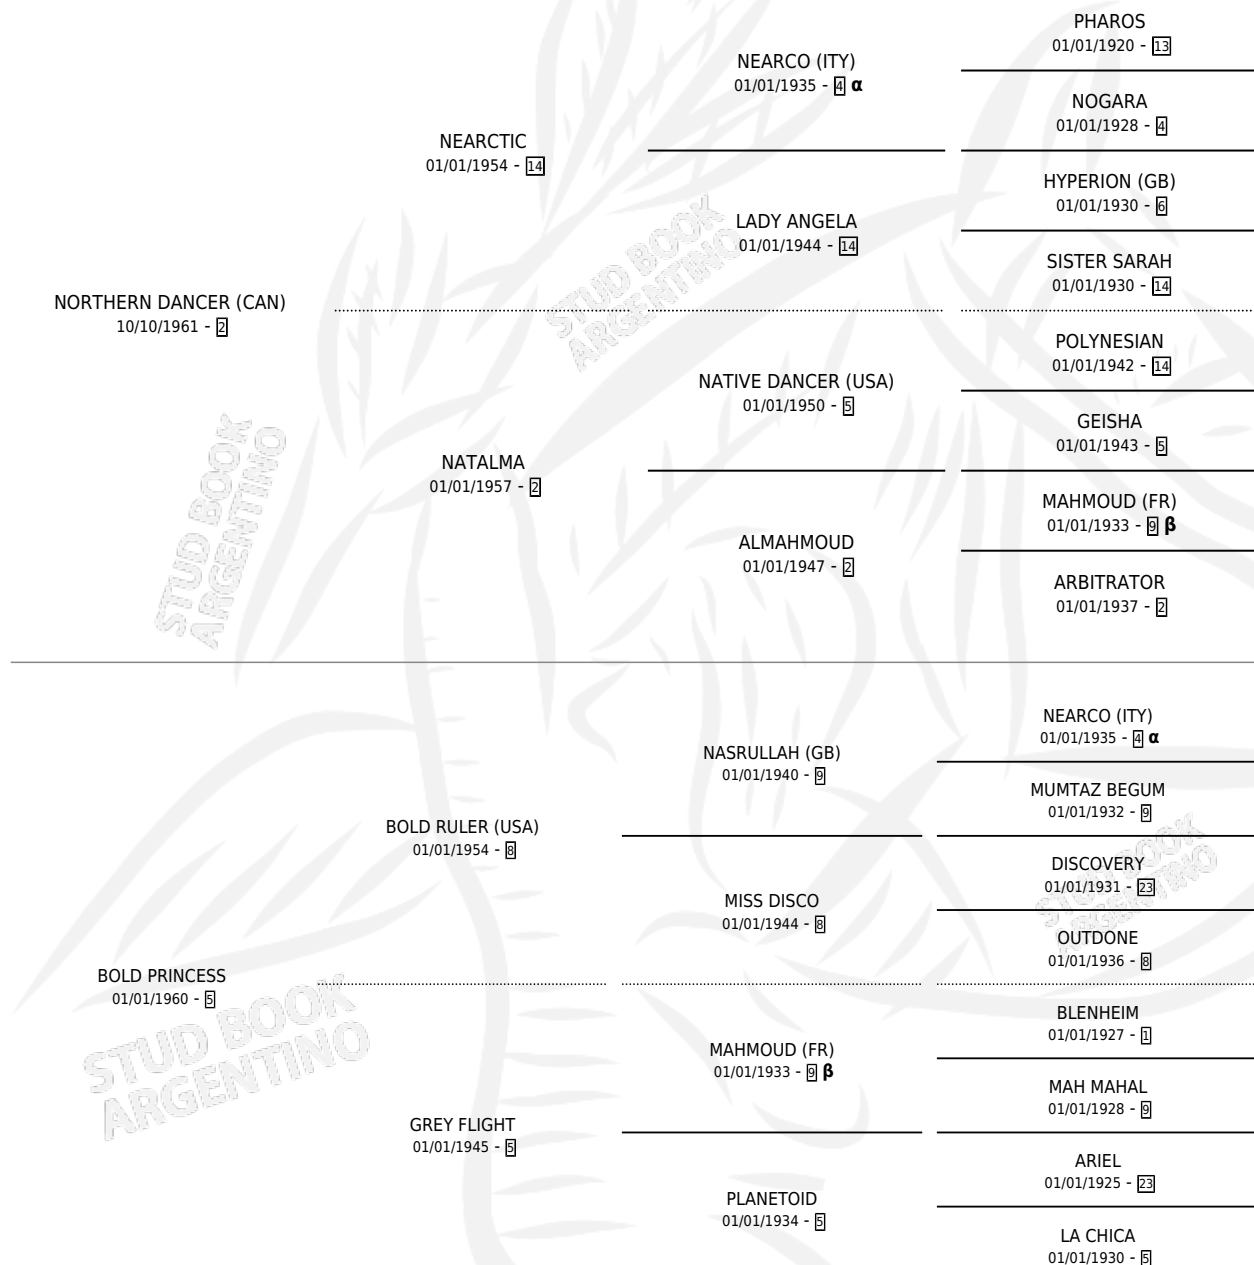 PHAROS
01/01/1920 - 13
NEARCO (ITY)
01/01/1935 - 4 α
NOGARA
01/01/1928 - 4
NEARCTIC
01/01/1954 - 14
HYPERION (GB)
01/01/1930 - 6
LADY ANGELA
01/01/1944 - 14
SISTER SARAH
01/01/1930 - 14
STUD BOOK
ARGENTINO
NORTHERN DANCER (CAN)
10/10/1961 - 2
POLYNESIAN
01/01/1942 - 14
NATIVE DANCER (USA)
01/01/1950 - 5
GEISHA
01/01/1943 - 5
STUD BOOK
ARGENTINO
NATALMA
01/01/1957 - 2
MAHMOUD (FR)
01/01/1933 - 9 β
ALMAHMOUD
01/01/1947 - 2
ARBITRATOR
01/01/1937 - 2
NEARCO (ITY)
01/01/1935 - 4 α
NASRULLAH (GB)
01/01/1940 - 9
MUMTAZ BEGUM
01/01/1932 - 9
BOLD RULER (USA)
01/01/1954 - 8
STUD BOOK
ARGENTINO
DISCOVERY
01/01/1931 - 23
MISS DISCO
01/01/1944 - 8
OUTDONE
01/01/1936 - 8
BOLD PRINCESS
01/01/1960 - 5
STUD BOOK
ARGENTINO
BLENHEIM
01/01/1927 - 1
MAHMOUD (FR)
01/01/1933 - 9 β
MAH MAHAL
01/01/1928 - 9
GREY FLIGHT
01/01/1945 - 5
ARIEL
01/01/1925 - 23
PLANETOID
01/01/1934 - 5
LA CHICA
01/01/1930 - 5